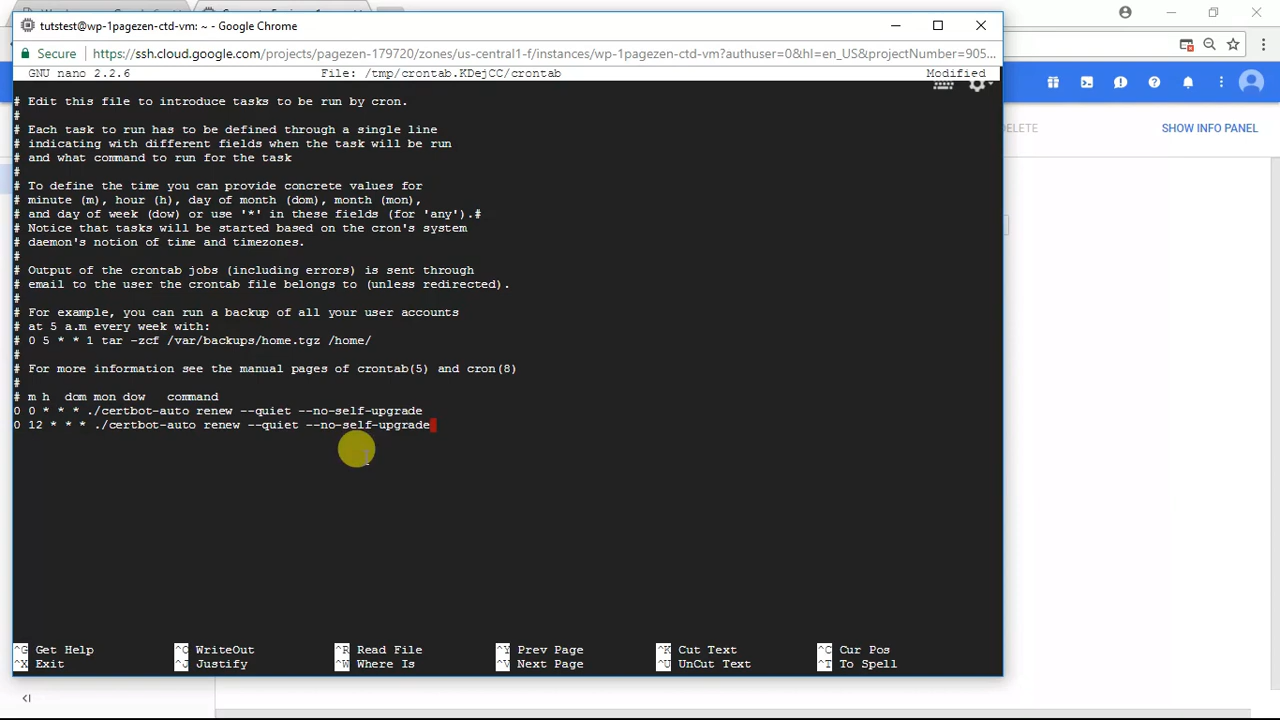 tutstest@wp-1pagezen-ctd-vm: ~ - Google Chrome
Secure https://ssh.cloud.google.com/projects/pagezen-179720/zones/us-central1-f/instances/wp-1pagezen-ctd-vm?authuser=0&hl=en_US&projectNumber=905...
GNU nano 2.2.6 File: /tmp/crontab.KDejCC/crontab Modified
# Edit this file to introduce tasks to be run by cron.
#
# Each task to run has to be defined through a single line
# indicating with different fields when the task will be run
# and what command to run for the task
#
# To define the time you can provide concrete values for
# minute (m), hour (h), day of month (dom), month (mon),
# and day of week (dow) or use '*' in these fields (for 'any').#
# Notice that tasks will be started based on the cron's system
# daemon's notion of time and timezones.
#
# Output of the crontab jobs (including errors) is sent through
# email to the user the crontab file belongs to (unless redirected).
#
# For example, you can run a backup of all your user accounts
# at 5 a.m every week with:
# 0 5 * * 1 tar -zcf /var/backups/home.tgz /home/
#
# For more information see the manual pages of crontab(5) and cron(8)
#
# m h  dom mon dow   command
0 0 * * * ./certbot-auto renew --quiet --no-self-upgrade
0 12 * * * ./certbot-auto renew --quiet --no-self-upgrade
^G Get Help ^O WriteOut ^R Read File ^Y Prev Page ^K Cut Text ^C Cur Pos
^X Exit ^J Justify ^W Where Is ^V Next Page ^U UnCut Text ^T To Spell
DELETE
SHOW INFO PANEL